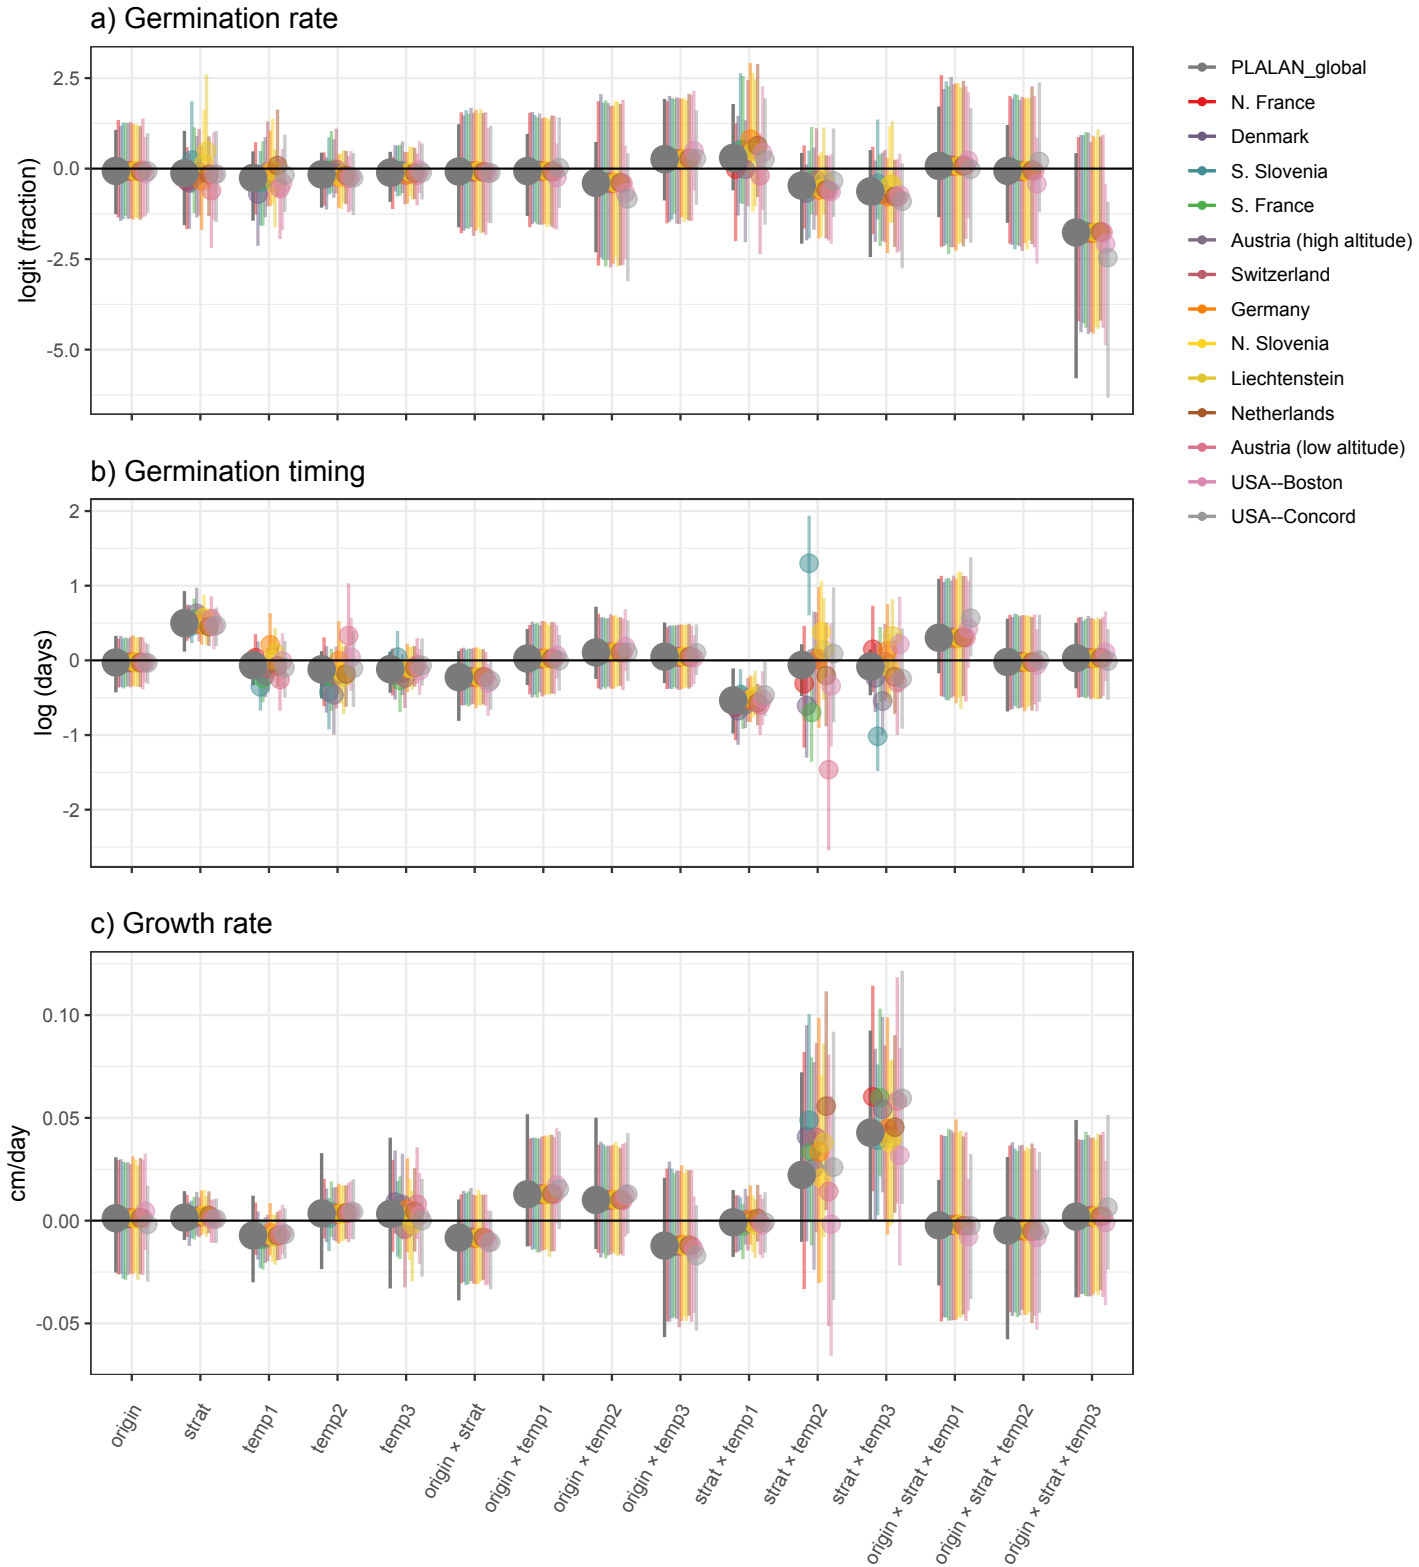 a) Germination rate
2.5
0.0
-2.5
-5.0
logit (fraction)
PLALAN_global
N. France
Denmark
S. Slovenia
S. France
Austria (high altitude)
Switzerland
Germany
N. Slovenia
Liechtenstein
Netherlands
Austria (low altitude)
USA--Boston
USA--Concord
b) Germination timing
2
1
0
-1
-2
log (days)
c) Growth rate
0.10
0.05
0.00
-0.05
cm/day
origin
strat
temp1
temp2
temp3
origin × strat
origin × temp1
origin × temp2
origin × temp3
strat × temp1
strat × temp2
strat × temp3
origin × strat × temp1
origin × strat × temp2
origin × strat × temp3